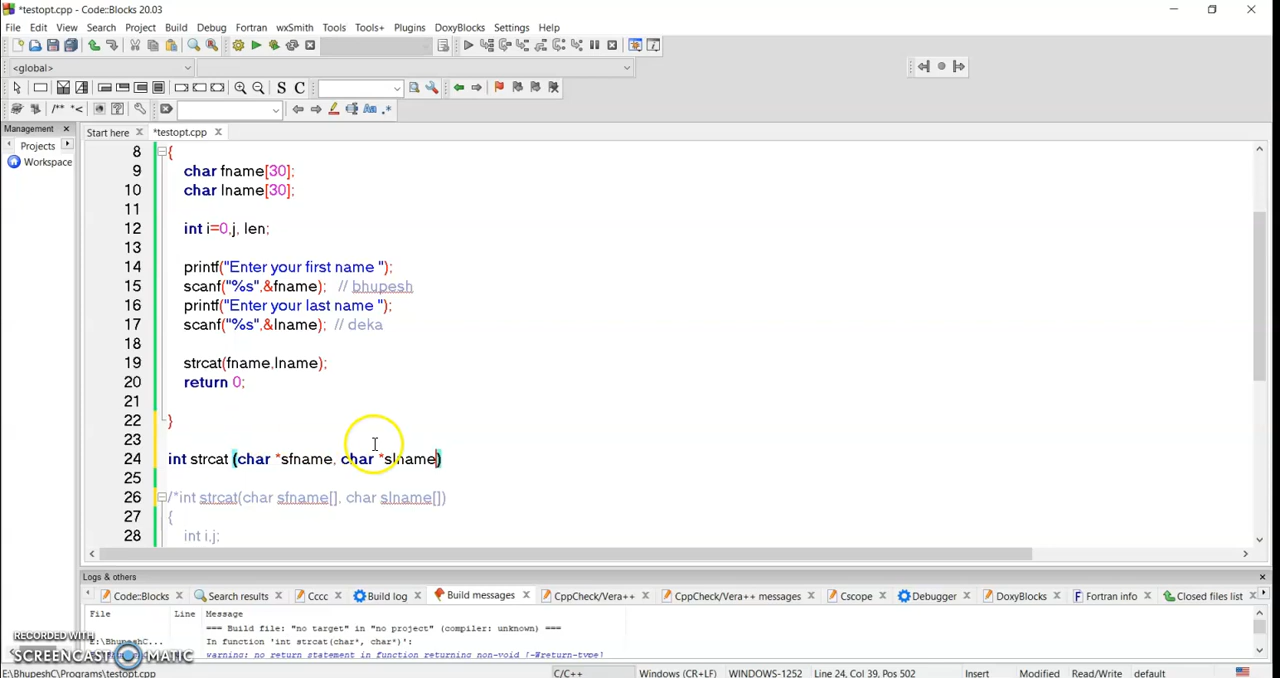 *testopt.cpp - Code::Blocks 20.03
File Edit View Search Project Build Debug Fortran wxSmith Tools Tools+ Plugins DoxyBlocks Settings Help
<global>
S C
/** *< Aa .*
Management
Start here *testopt.cpp
Projects
Workspace
8 {
9 char fname[30];
10 char lname[30];
11
12 int i=0,j, len;
13
14 printf("Enter your first name ");
15 scanf("%s",&fname); // bhupesh
16 printf("Enter your last name ");
17 scanf("%s",&lname); // deka
18
19 strcat(fname,lname);
20 return 0;
21
22 }
23
24 int strcat (char *sfname, char *slname)
25
26 /*int strcat(char sfname[], char slname[])
27 {
28 int i,j;
Logs & others
Code::Blocks Search results Cccc Build log Build messages CppCheck/Vera++ CppCheck/Vera++ messages Cscope Debugger DoxyBlocks Fortran info Closed files list
File Line Message
=== Build file: "no target" in "no project" (compiler: unknown) ===
E:\BhupeshC... In function 'int strcat(char*, char*)':
warning: no return statement in function returning non-void [-Wreturn-type]
RECORDED WITH
SCREENCAST MATIC
E:\BhupeshC\Programs\testopt.cpp C/C++ Windows (CR+LF) WINDOWS-1252 Line 24, Col 39, Pos 502 Insert Modified Read/Write default